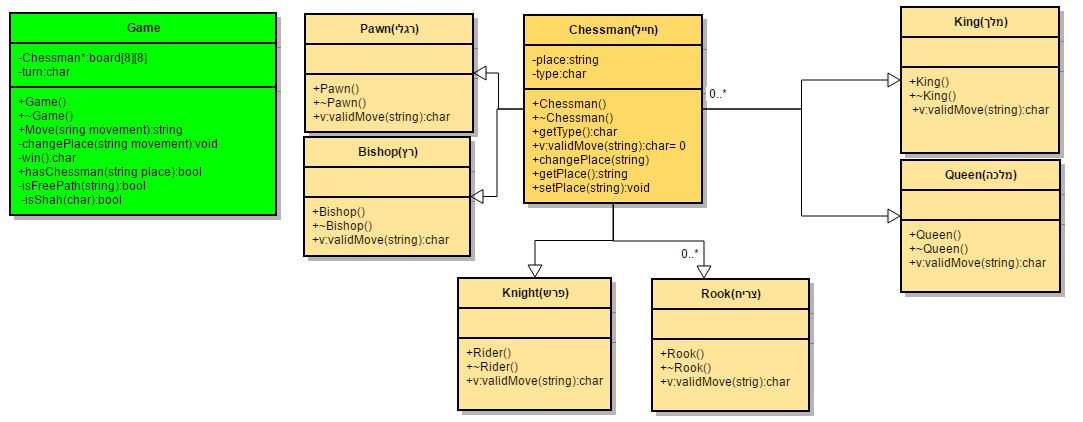 Game
-Chessman*:board[8][8]
-turn:char
+Game()
+~Game()
+Move(sring movement):string
-changePlace(string movement):void
-win():char
+hasChessman(string place):bool
-isFreePath(string):bool
-isShah(char):bool
Pawn(רגלי)
+Pawn()
+~Pawn()
+v:validMove(string):char
Bishop(רץ)
+Bishop()
+~Bishop()
+v:validMove(string):char
Chessman(חייל)
-place:string
-type:char
+Chessman()
+~Chessman()
+getType():char
+v:validMove(string):char= 0
+changePlace(string)
+getPlace():string
+setPlace(string):void
0..*
0..*
King(מלך)
+King()
+~King()
+v:validMove(string):char
Queen(מלכה)
+Queen()
+~Queen()
+v:validMove(string):char
Knight(פרש)
+Rider()
+~Rider()
+v:validMove(string):char
Rook(צריח)
+Rook()
+~Rook()
+v:validMove(strig):char